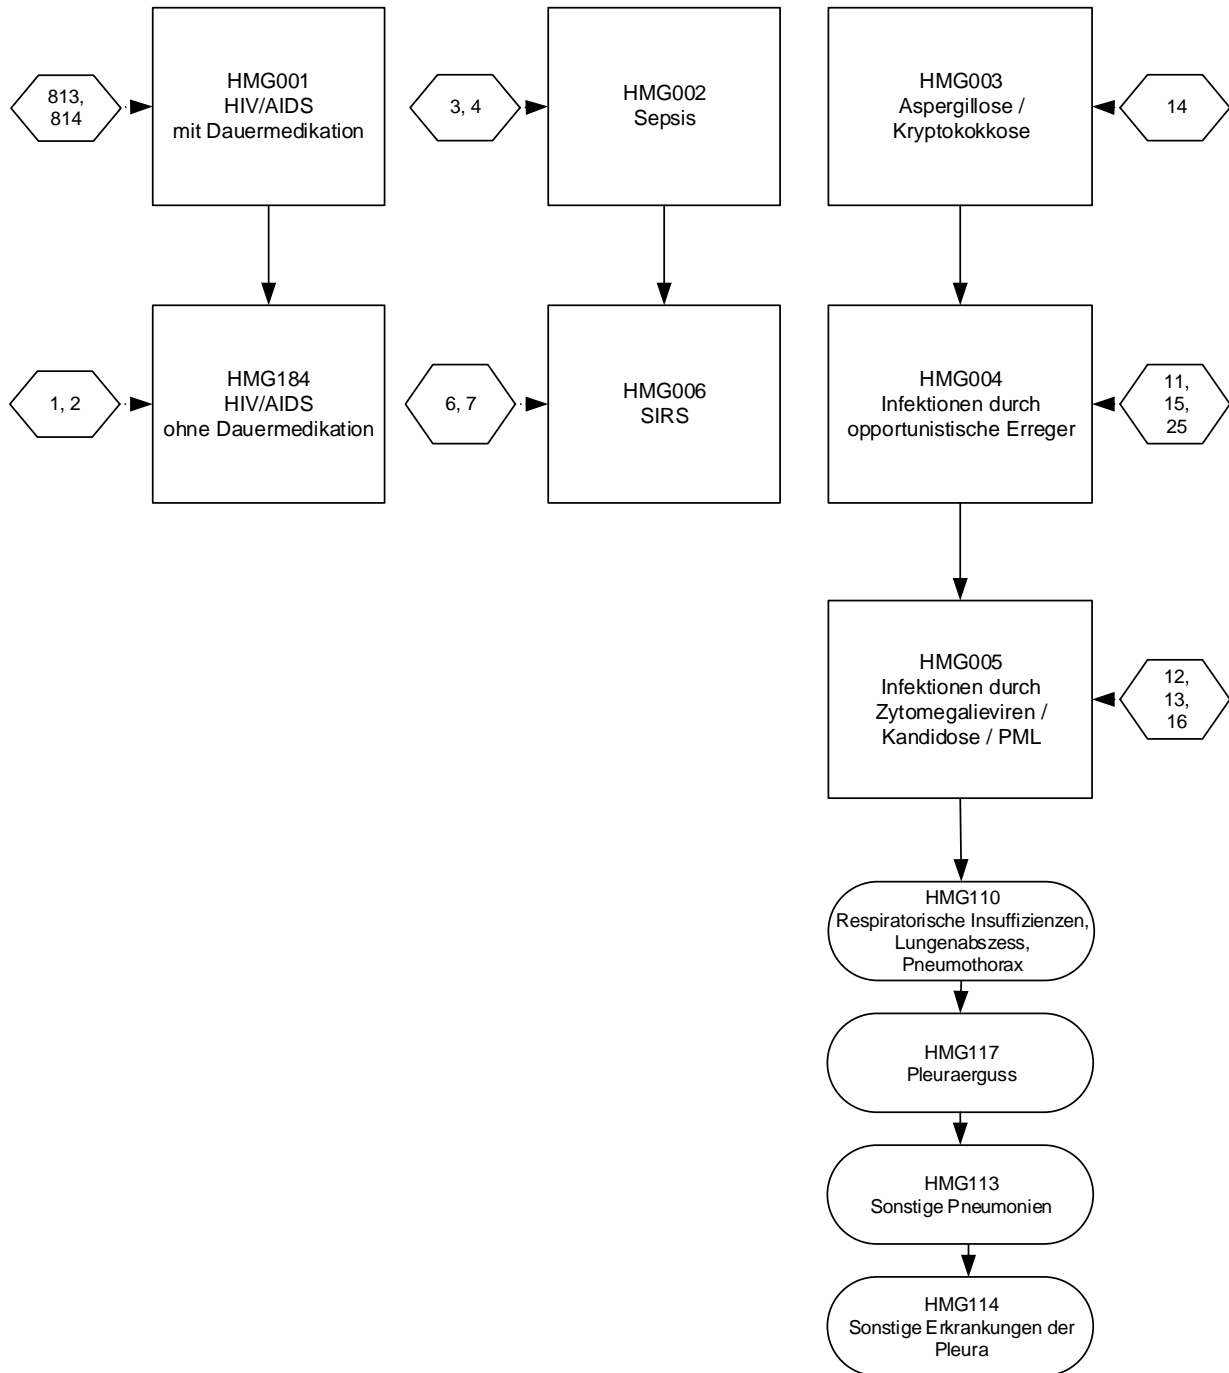 813,
814
HMG001
HIV/AIDS
mit Dauermedikation
3, 4
HMG002
Sepsis
HMG003
Aspergillose /
Kryptokokkose
14
1, 2
HMG184
HIV/AIDS
ohne Dauermedikation
6, 7
HMG006
SIRS
HMG004
Infektionen durch
opportunistische Erreger
11,
15,
25
HMG005
Infektionen durch
Zytomegalieviren /
Kandidose / PML
12,
13,
16
HMG110
Respiratorische Insuffizienzen,
Lungenabszess,
Pneumothorax
HMG117
Pleuraerguss
HMG113
Sonstige Pneumonien
HMG114
Sonstige Erkrankungen der
Pleura